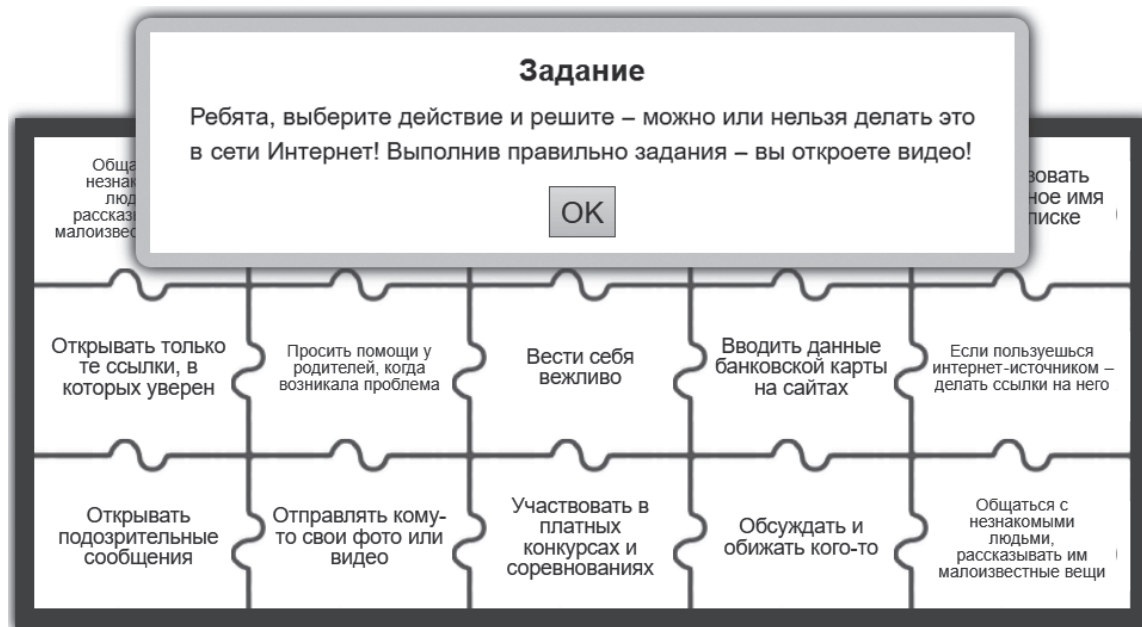 Задание
Ребята, выберите действие и решите – можно или нельзя делать это
в сети Интернет! Выполнив правильно задания – вы откроете видео!
OK
Открывать только
те ссылки, в
которых уверен
Просить помощи у
родителей, когда
возникала проблема
Вести себя
вежливо
Вводить данные
банковской карты
на сайтах
Если пользуешься
интернет-источником –
делать ссылки на него
Открывать
подозрительные
сообщения
Отправлять кому-
то свои фото или
видео
Участвовать в
платных
конкурсах и
соревнованиях
Обсуждать и
обижать кого-то
Общаться с
незнакомыми
людьми,
рассказывать им
малоизвестные вещи